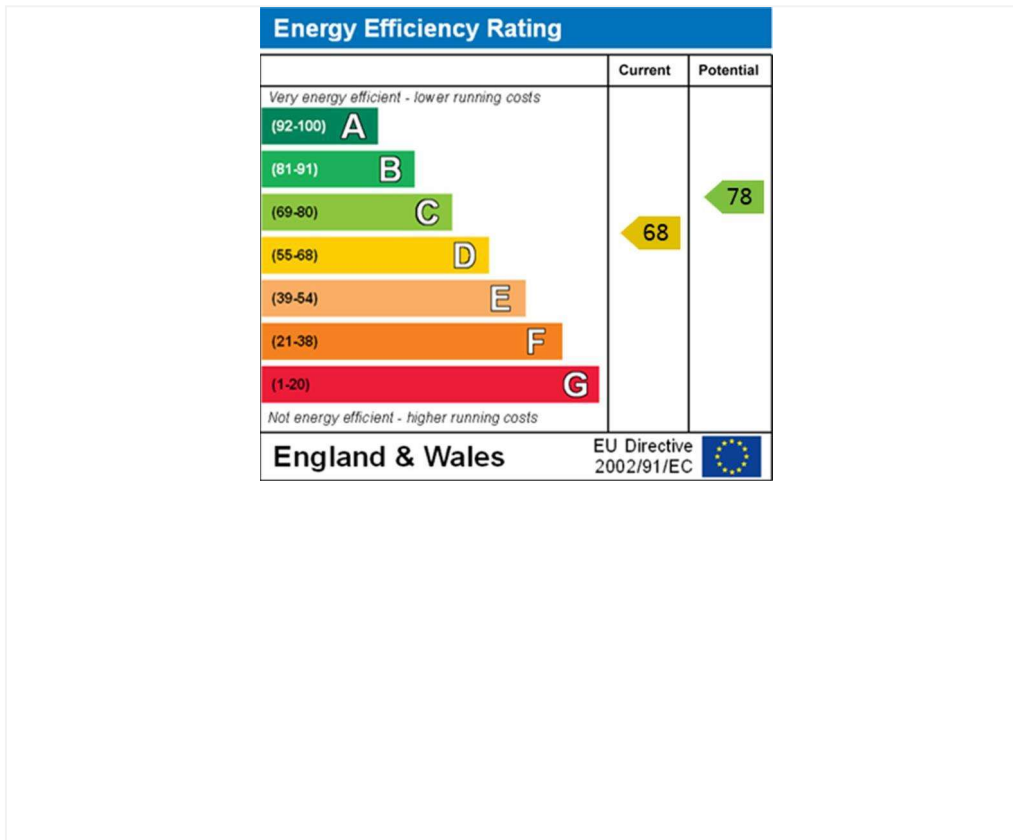 Energy Efficiency Rating
Current Potential
Very energy efficient - lower running costs
(92-100) A
(81-91) B
(69-80) C
78
(55-68) D
68
(39-54) E
(21-38) F
(1-20) G
Not energy efficient - higher running costs
England & Wales
EU Directive
2002/91/EC